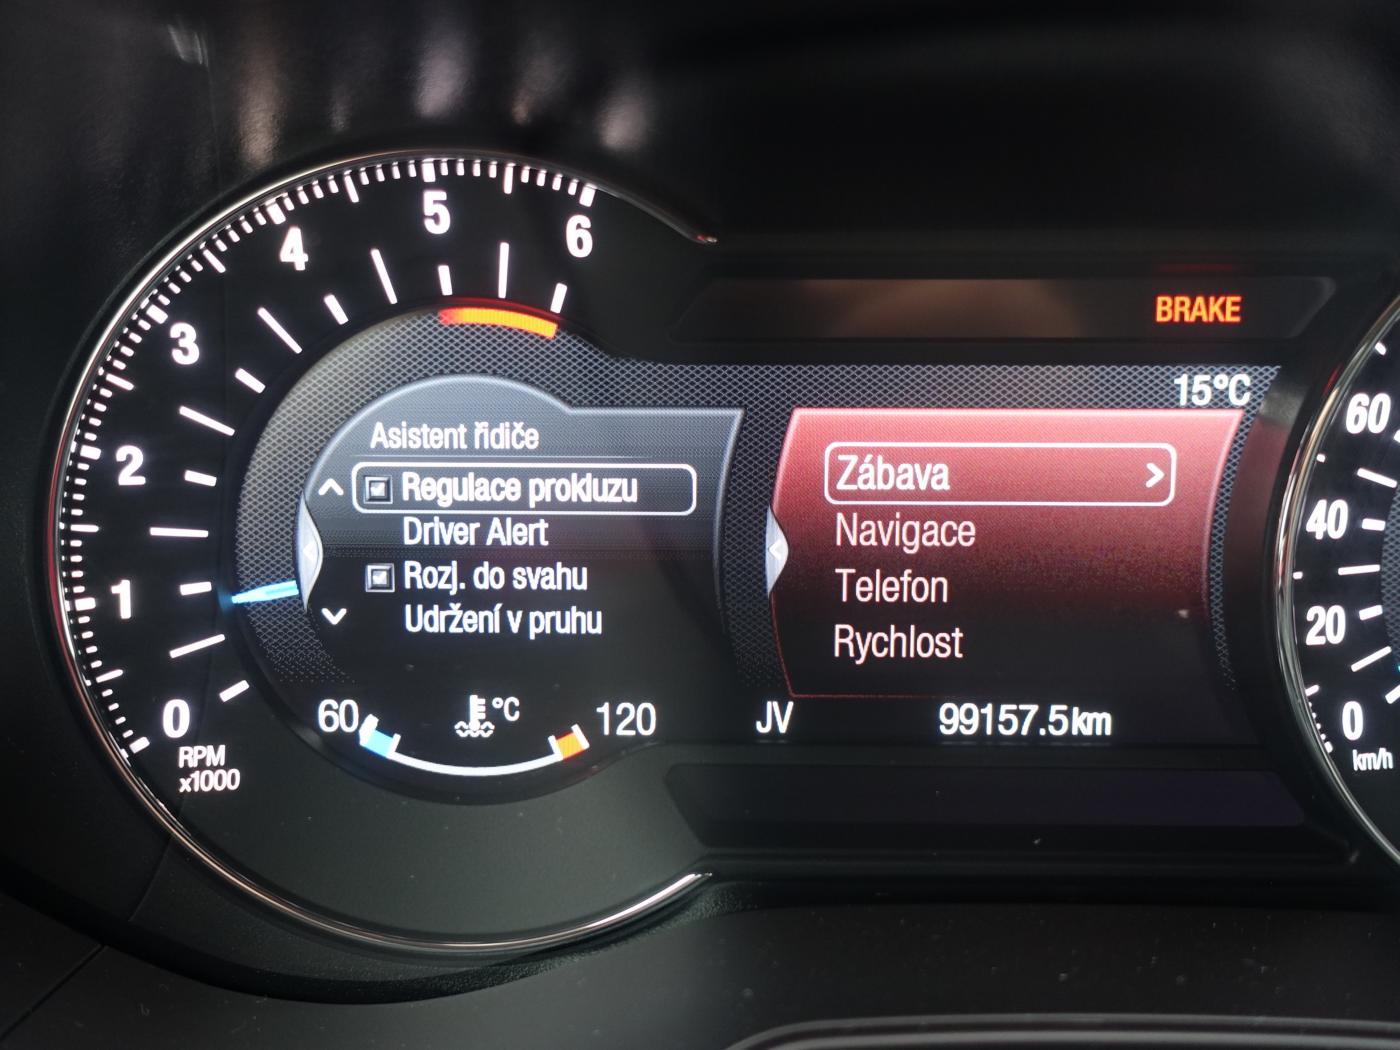 6
5
4
3
2
1
0
RPM
x1000
BRAKE
15°C
Asistent řidiče
Regulace prokluzu
Driver Alert
Rozj. do svahu
Udržení v pruhu
60
°C
120
Zábava >
Navigace
Telefon
Rychlost
JV
99157.5km
60
40
20
0
km/h